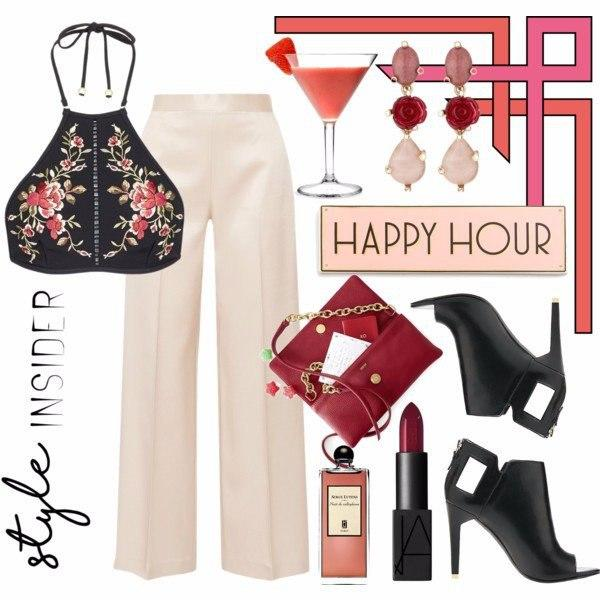 HAPPY HOUR
style INSIDER
SERGE LUTENS
Nuit de cellophane
NARS